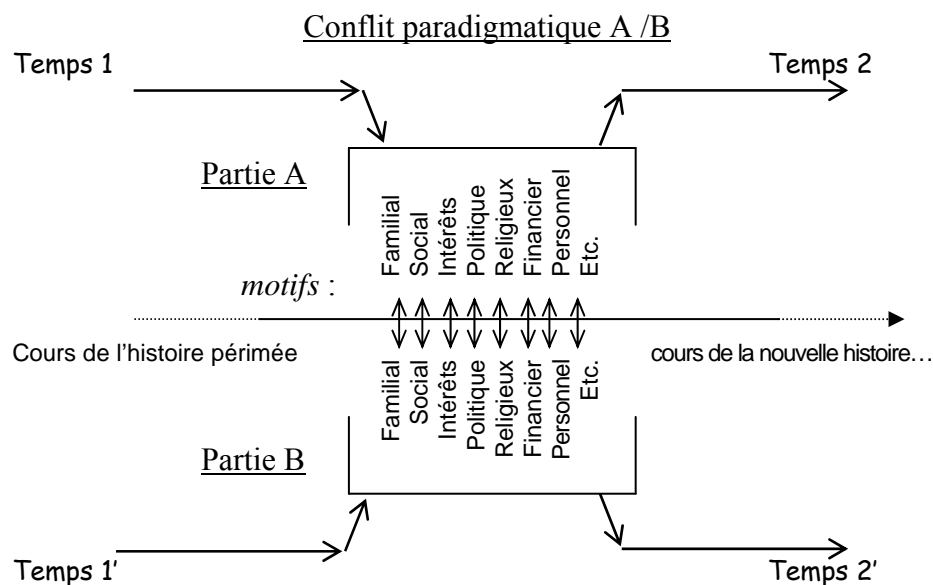 Conflit paradigmatique A /B
Temps 1
Temps 2
Partie A
Familial
Social
Intérêts
Politique
Religieux
Financier
Personnel
Etc.
motifs :
Cours de l’histoire périmée
cours de la nouvelle histoire…
Familial
Social
Intérêts
Politique
Religieux
Financier
Personnel
Etc.
Partie B
Temps 1’
Temps 2’